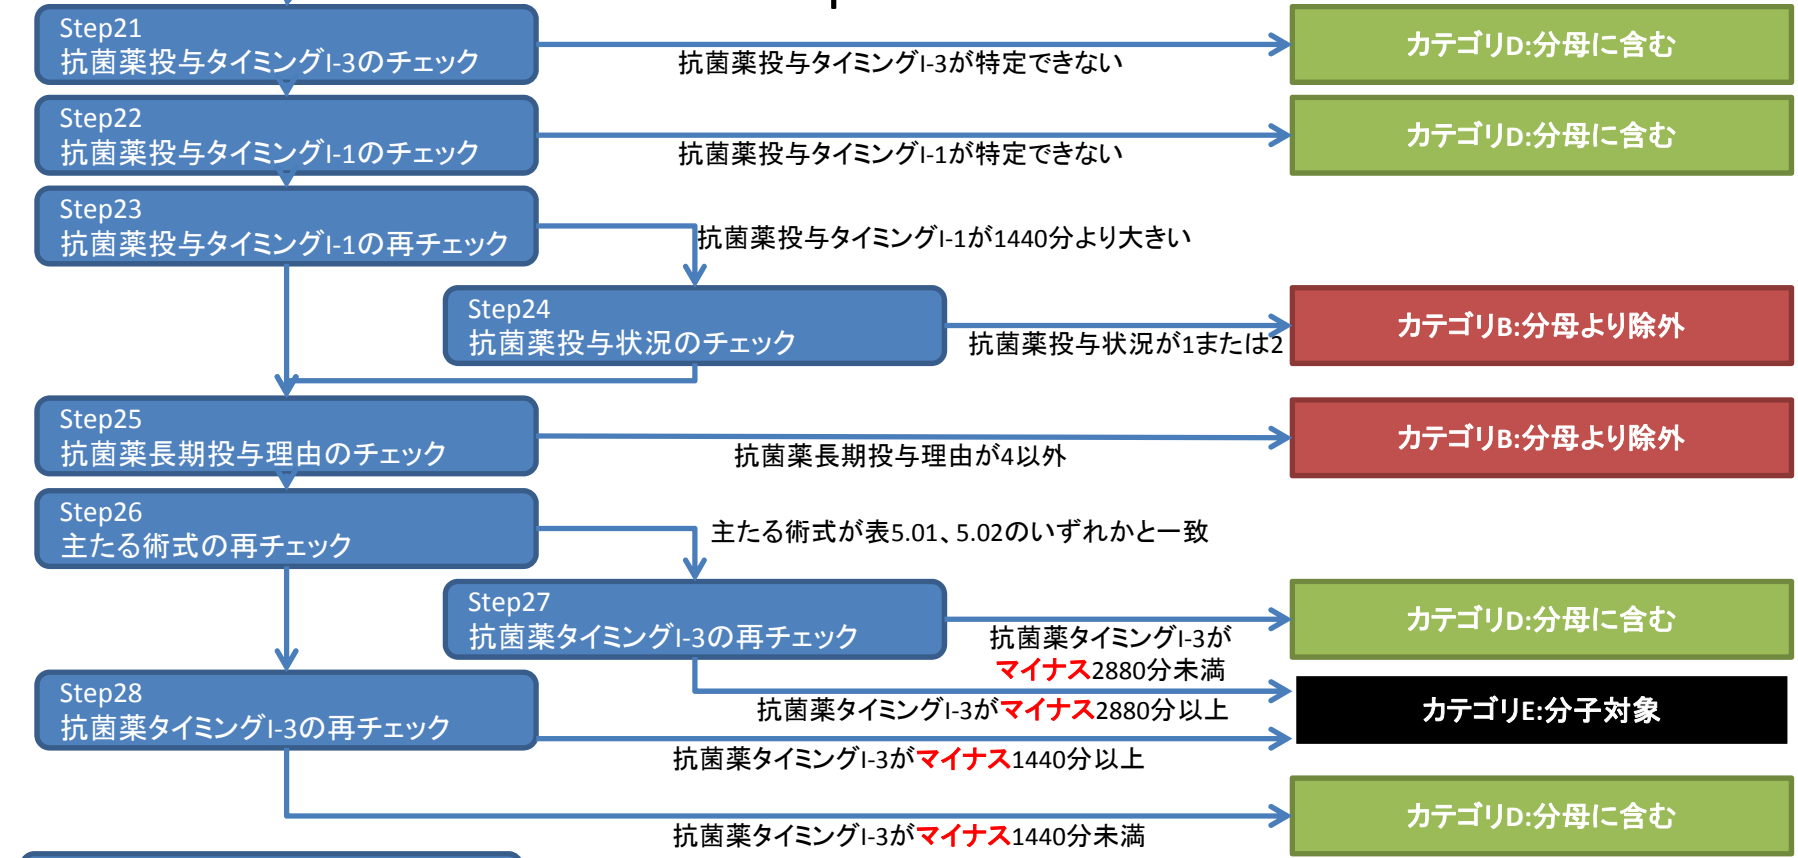 Step21
抗菌薬投与タイミングI-3のチェック
抗菌薬投与タイミングI-3が特定できない
カテゴリD:分母に含む
Step22
抗菌薬投与タイミングI-1のチェック
抗菌薬投与タイミングI-1が特定できない
カテゴリD:分母に含む
Step23
抗菌薬投与タイミングI-1の再チェック
抗菌薬投与タイミングI-1が1440分より大きい
Step24
抗菌薬投与状況のチェック
抗菌薬投与状況が1または2
カテゴリB:分母より除外
Step25
抗菌薬長期投与理由のチェック
抗菌薬長期投与理由が4以外
カテゴリB:分母より除外
Step26
主たる術式の再チェック
主たる術式が表5.01、5.02のいずれかと一致
Step27
抗菌薬タイミングI-3の再チェック
抗菌薬タイミングI-3が
マイナス2880分未満
カテゴリD:分母に含む
抗菌薬タイミングI-3がマイナス2880分以上
カテゴリE:分子対象
Step28
抗菌薬タイミングI-3の再チェック
抗菌薬タイミングI-3がマイナス1440分以上
抗菌薬タイミングI-3がマイナス1440分未満
カテゴリD:分母に含む